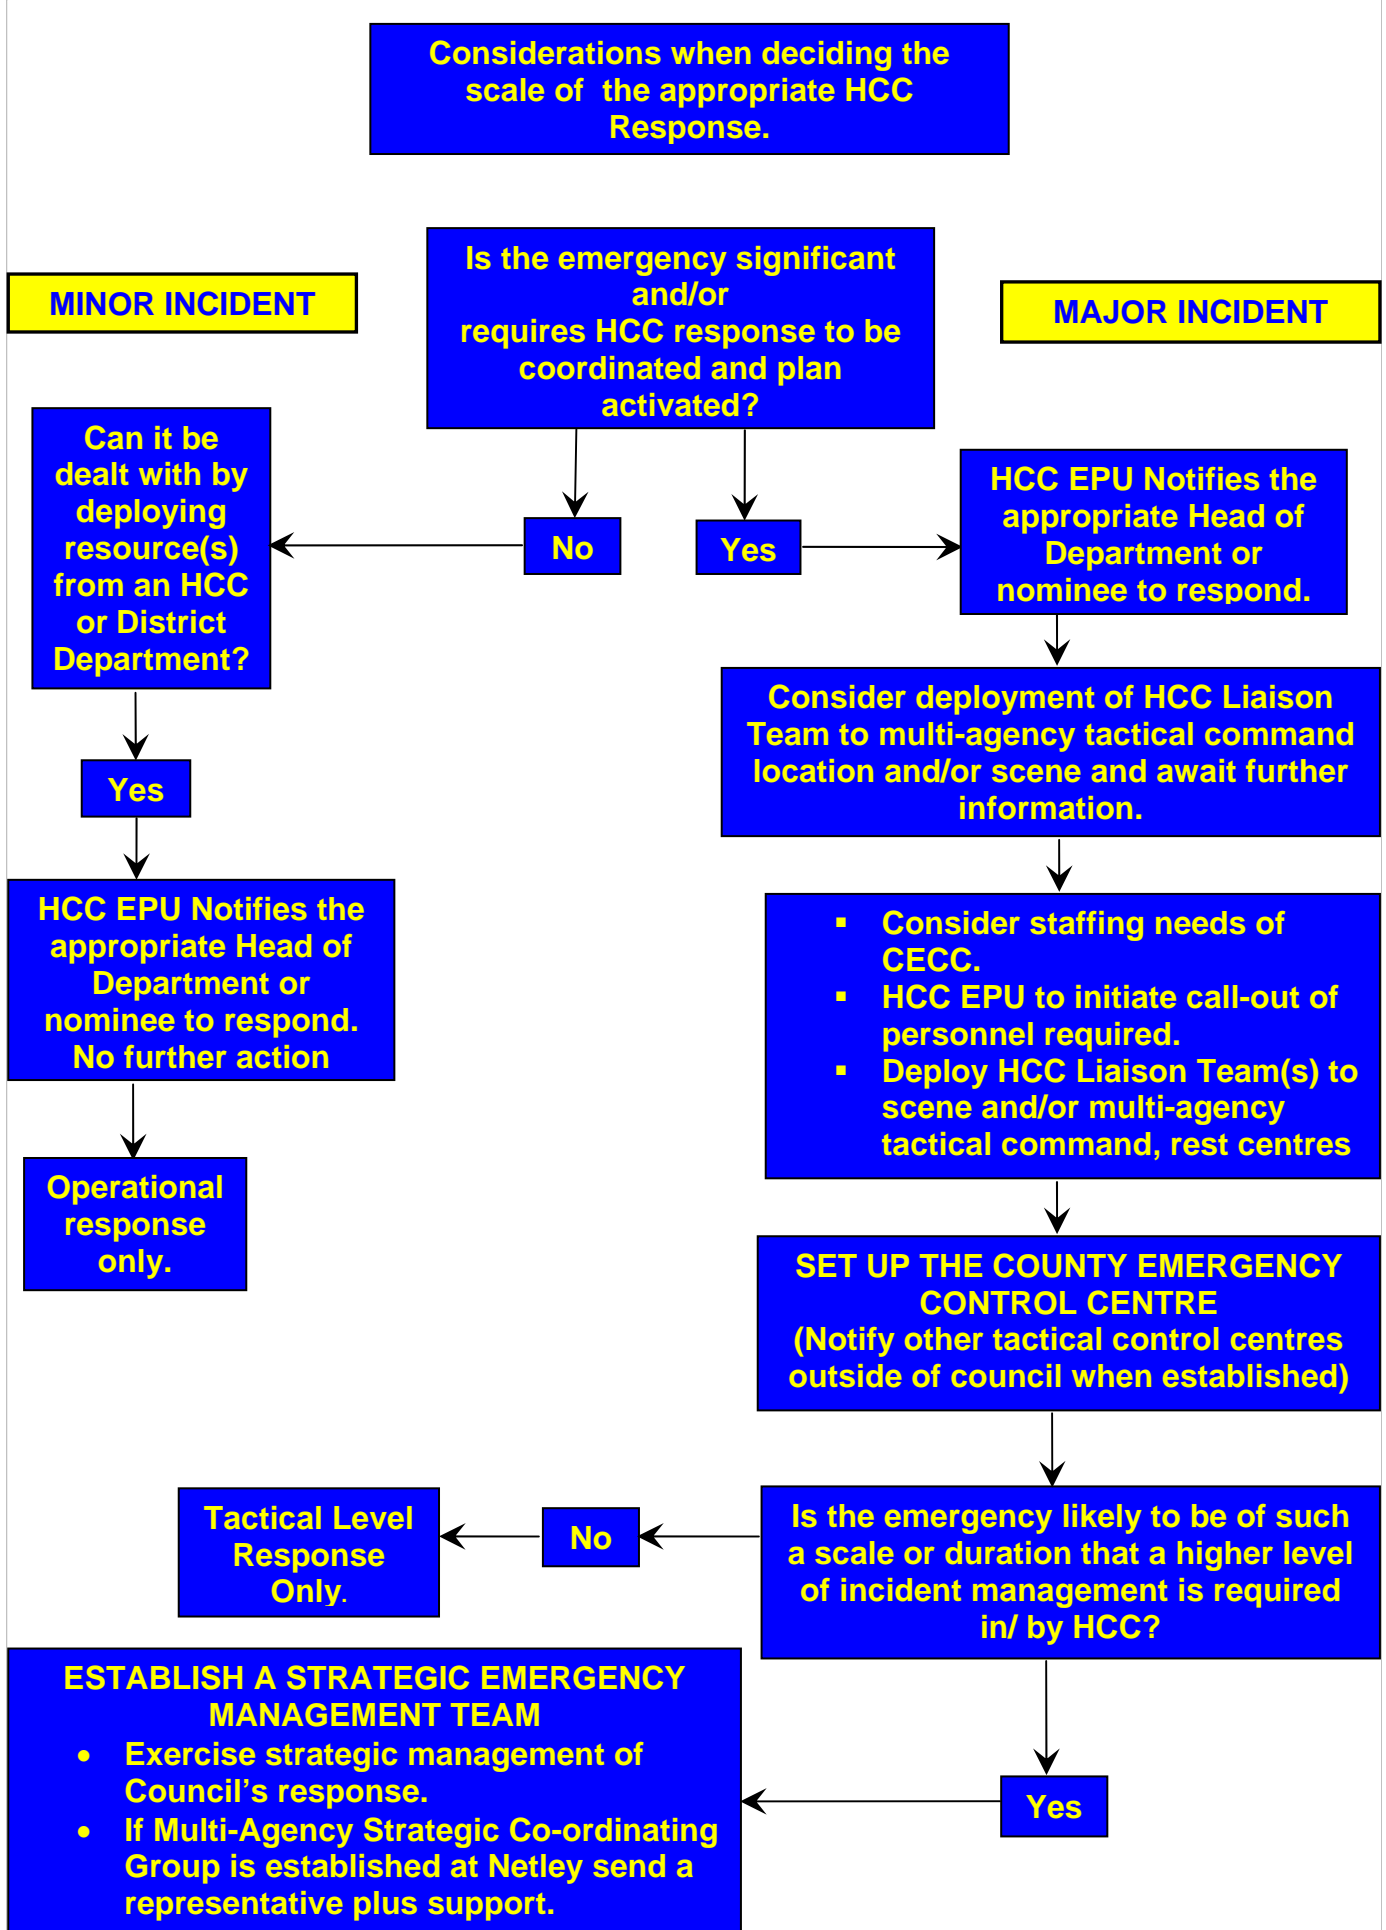 Considerations when deciding the
scale of  the appropriate HCC
Response.
Is the emergency significant
and/or
requires HCC response to be
coordinated and plan
activated?
MINOR INCIDENT
MAJOR INCIDENT
Can it be
dealt with by
deploying
resource(s)
from an HCC
or District
Department?
No
Yes
HCC EPU Notifies the
appropriate Head of
Department or
nominee to respond.
Consider deployment of HCC Liaison
Team to multi-agency tactical command
location and/or scene and await further
information.
Yes
HCC EPU Notifies the
appropriate Head of
Department or
nominee to respond.
No further action
▪ Consider staffing needs of
CECC.
▪ HCC EPU to initiate call-out of
personnel required.
▪ Deploy HCC Liaison Team(s) to
scene and/or multi-agency
tactical command, rest centres
Operational
response
only.
SET UP THE COUNTY EMERGENCY
CONTROL CENTRE
(Notify other tactical control centres
outside of council when established)
Is the emergency likely to be of such
a scale or duration that a higher level
of incident management is required
in/ by HCC?
No
Tactical Level
Response
Only.
Yes
ESTABLISH A STRATEGIC EMERGENCY
MANAGEMENT TEAM
• Exercise strategic management of
Council’s response.
• If Multi-Agency Strategic Co-ordinating
Group is established at Netley send a
representative plus support.